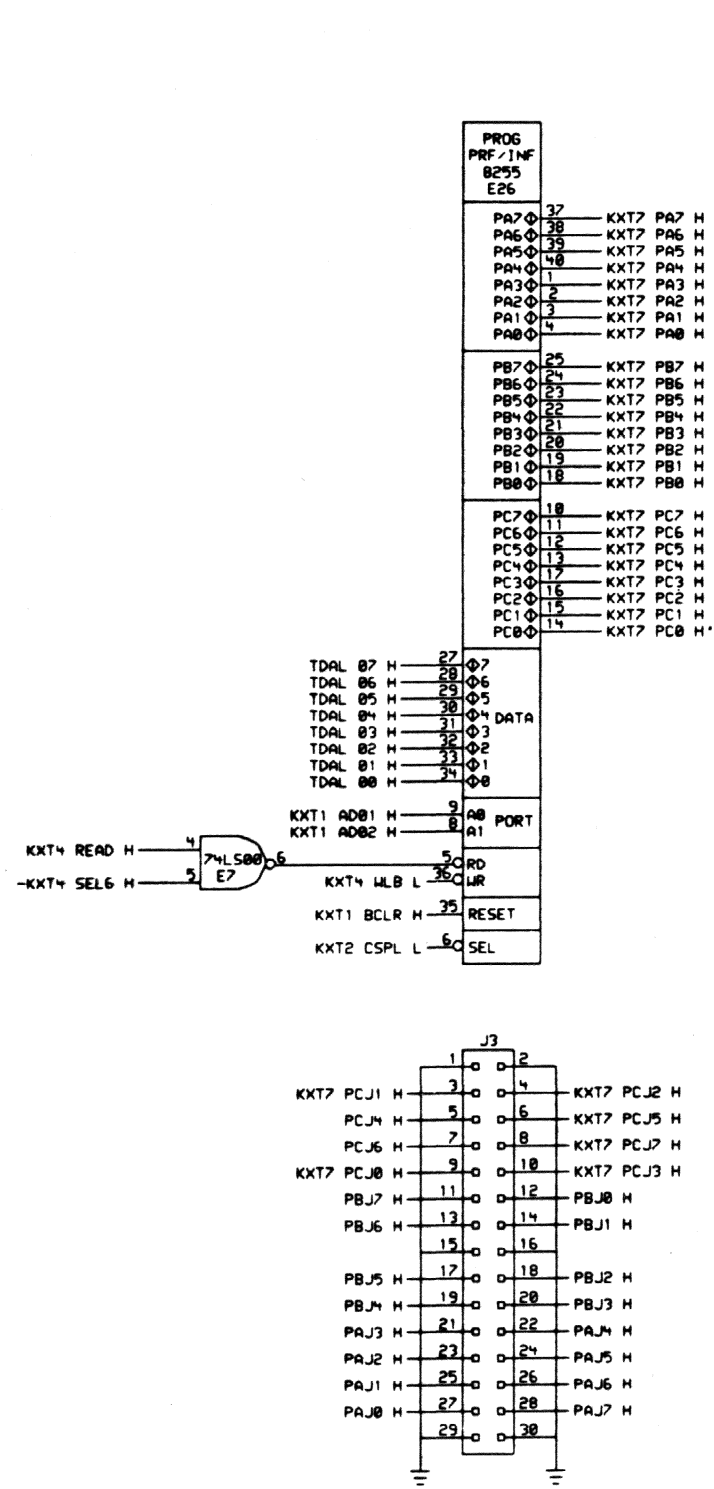 PROG
PRF/INF
8255
E26
PA7 37 KXT7 PA7 H
PA6 38 KXT7 PA6 H
PA5 39 KXT7 PA5 H
PA4 40 KXT7 PA4 H
PA3 1 KXT7 PA3 H
PA2 2 KXT7 PA2 H
PA1 3 KXT7 PA1 H
PA0 4 KXT7 PA0 H
PB7 25 KXT7 PB7 H
PB6 24 KXT7 PB6 H
PB5 23 KXT7 PB5 H
PB4 22 KXT7 PB4 H
PB3 21 KXT7 PB3 H
PB2 20 KXT7 PB2 H
PB1 19 KXT7 PB1 H
PB0 18 KXT7 PB0 H
PC7 10 KXT7 PC7 H
PC6 11 KXT7 PC6 H
PC5 12 KXT7 PC5 H
PC4 13 KXT7 PC4 H
PC3 17 KXT7 PC3 H
PC2 16 KXT7 PC2 H
PC1 15 KXT7 PC1 H
PC0 14 KXT7 PC0 H
TDAL 07 H 27 7
TDAL 06 H 28 6
TDAL 05 H 29 5
TDAL 04 H 30 4 DATA
TDAL 03 H 31 3
TDAL 02 H 32 2
TDAL 01 H 33 1
TDAL 00 H 34 0
KXT1 AD01 H 9 A0 PORT
KXT1 AD02 H 8 A1
KXT4 READ H 4
74LS00 6 5 RD
E7
-KXT4 SEL6 H 5
KXT4 WLB L 36 WR
KXT1 BCLR H 35 RESET
KXT2 CSPL L 6 SEL
J3
1 2
KXT7 PCJ1 H 3 4 KXT7 PCJ2 H
PCJ4 H 5 6 KXT7 PCJ5 H
PCJ6 H 7 8 KXT7 PCJ7 H
KXT7 PCJ0 H 9 10 KXT7 PCJ3 H
PBJ7 H 11 12 PBJ0 H
PBJ6 H 13 14 PBJ1 H
15 16
PBJ5 H 17 18 PBJ2 H
PBJ4 H 19 20 PBJ3 H
PAJ3 H 21 22 PAJ4 H
PAJ2 H 23 24 PAJ5 H
PAJ1 H 25 26 PAJ6 H
PAJ0 H 27 28 PAJ7 H
29 30